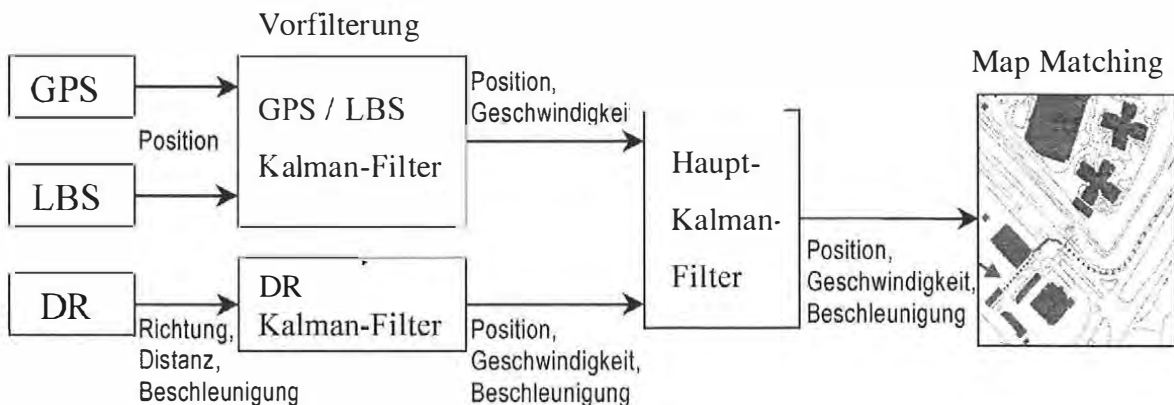 Vorfilterung
GPS
Position
LBS
GPS / LBS
Kalman-Filter
Position,
Geschwindigkei
DR
Richtung,
Distanz,
Beschleunigung
DR
Kalman-Filter
Position,
Geschwindigkeit,
Beschleunigung
Haupt-
Kalman-
Filter
Position,
Geschwindigkeit,
Beschleunigung
Map Matching